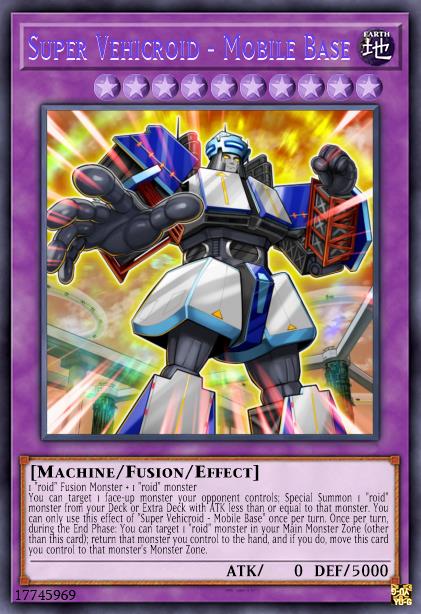 SUPER VEHICROID - MOBILE BASE
EARTH
地
[MACHINE/FUSION/EFFECT]
1 "roid" Fusion Monster + 1 "roid" monster
You can target 1 face-up monster your opponent controls; Special Summon 1 "roid"
monster from your Deck or Extra Deck with ATK less than or equal to that monster. You
can only use this effect of "Super Vehicroid - Mobile Base" once per turn. Once per turn,
during the End Phase: You can target 1 "roid" monster in your Main Monster Zone (other
than this card); return that monster you control to the hand, and if you do, move this card
you control to that monster's Monster Zone.
ATK/ 0 DEF/5000
17745969